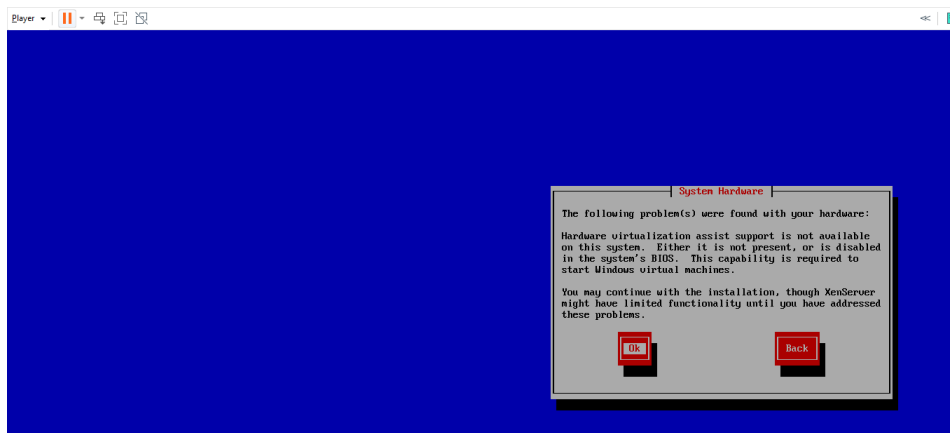 Player
System Hardware
The following problem(s) were found with your hardware:
Hardware virtualization assist support is not available
on this system.  Either it is not present, or is disabled
in the system's BIOS.  This capability is required to
start Windows virtual machines.
You may continue with the installation, though XenServer
might have limited functionality until you have addressed
these problems.
Ok
Back